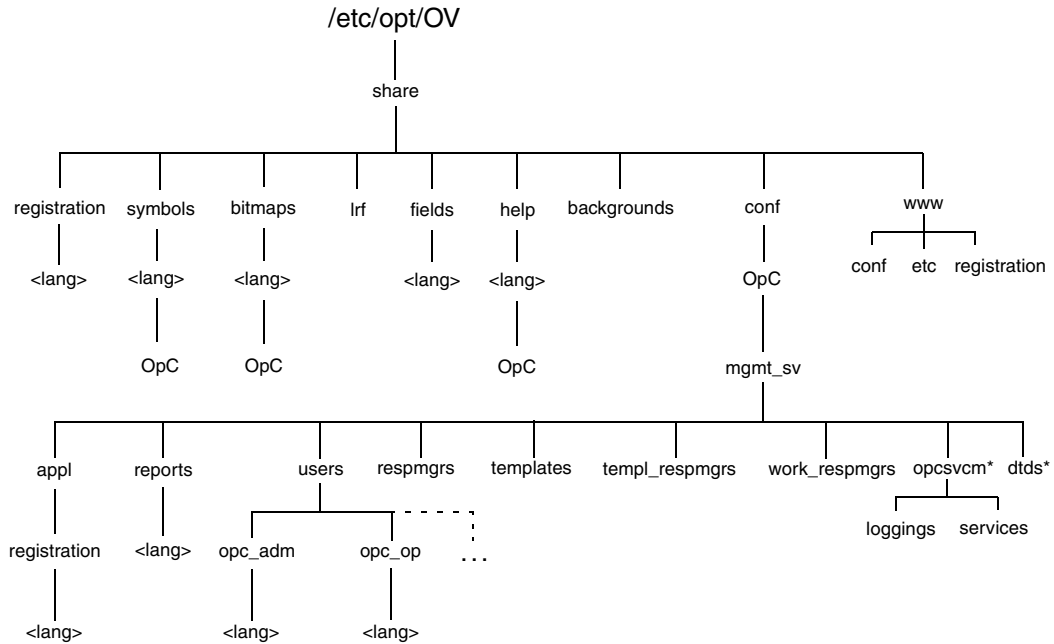 /etc/opt/OV
share
registration symbols bitmaps lrf fields help backgrounds conf www
<lang> <lang> <lang> <lang> <lang> OpC conf etc registration
OpC OpC OpC mgmt_sv
appl reports users respmgrs templates templ_respmgrs work_respmgrs opcsvcm* dtds*
loggings services
registration <lang> opc_adm opc_op ...
<lang> <lang> <lang>